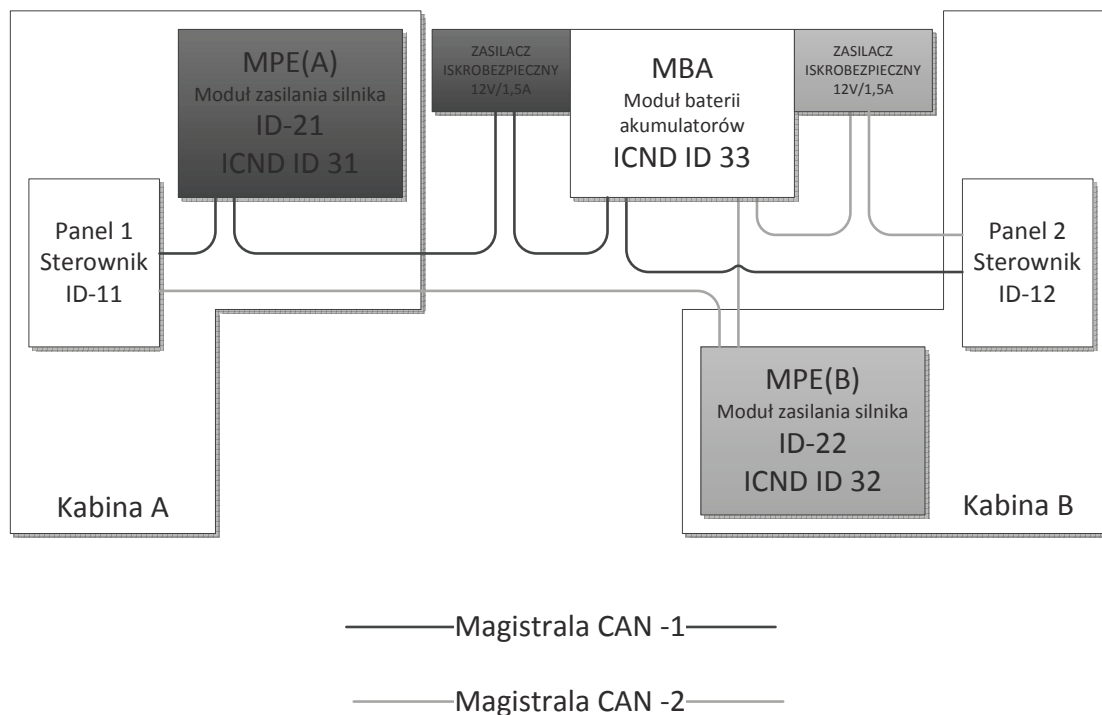 MPE(A)
Moduł zasilania silnika
ID-21
ICND ID 31
ZASILACZ
ISKROBEZPIECZNY
12V/1,5A
MBA
Moduł baterii
akumulatorów
ICND ID 33
ZASILACZ
ISKROBEZPIECZNY
12V/1,5A
Panel 1
Sterownik
ID-11
Panel 2
Sterownik
ID-12
MPE(B)
Moduł zasilania silnika
ID-22
ICND ID 32
Kabina A
Kabina B
Magistrala CAN -1
Magistrala CAN -2